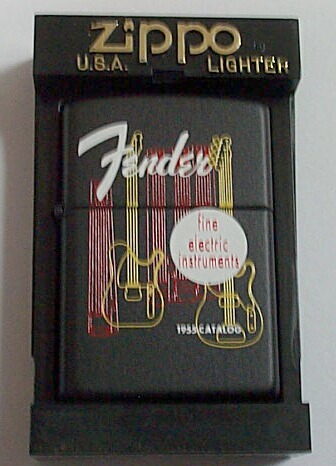 zippo
U.S.A. LIGHTER
Fender
fine
electric
instruments
1955 CATALOG